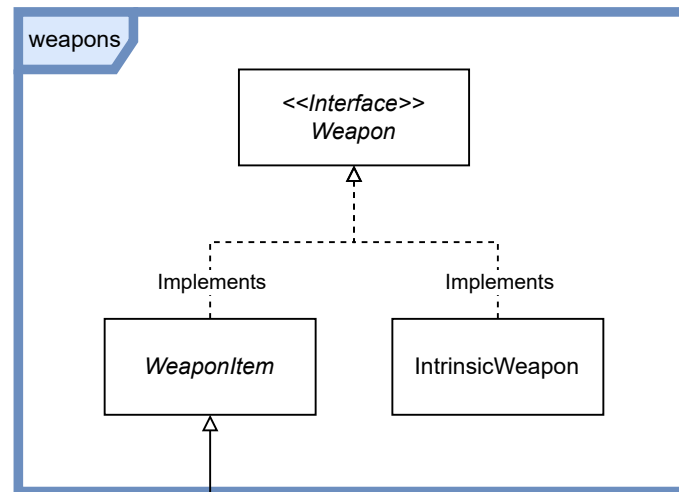 weapons
<<Interface>>
Weapon
Implements
Implements
WeaponItem
IntrinsicWeapon